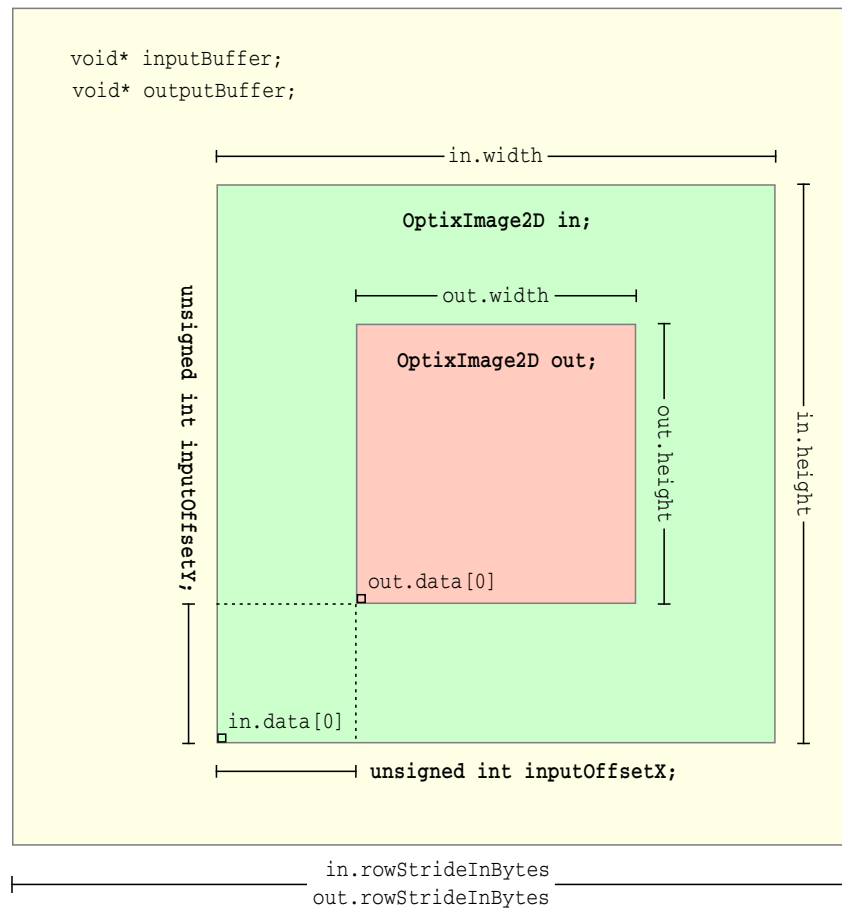 void* inputBuffer;
void* outputBuffer;
in.width
OptixImage2D in;
out.width
OptixImage2D out;
unsigned int inputOffsetY;
out.height
in.height
out.data[0]
in.data[0]
unsigned int inputOffsetX;
in.rowStrideInBytes
out.rowStrideInBytes